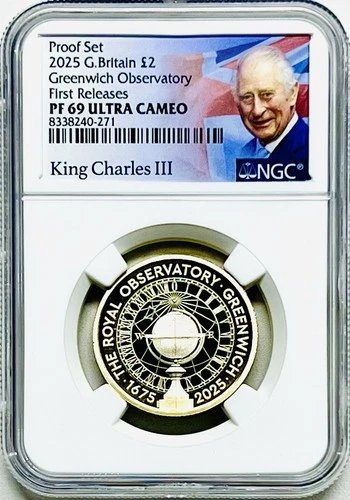 Proof Set
2025 G.Britain £2
Greenwich Observatory
First Releases
PF 69 ULTRA CAMEO
8338240-271
King Charles III
NGC®
THE ROYAL OBSERVATORY · GREENWICH
· 1675 2025 ·